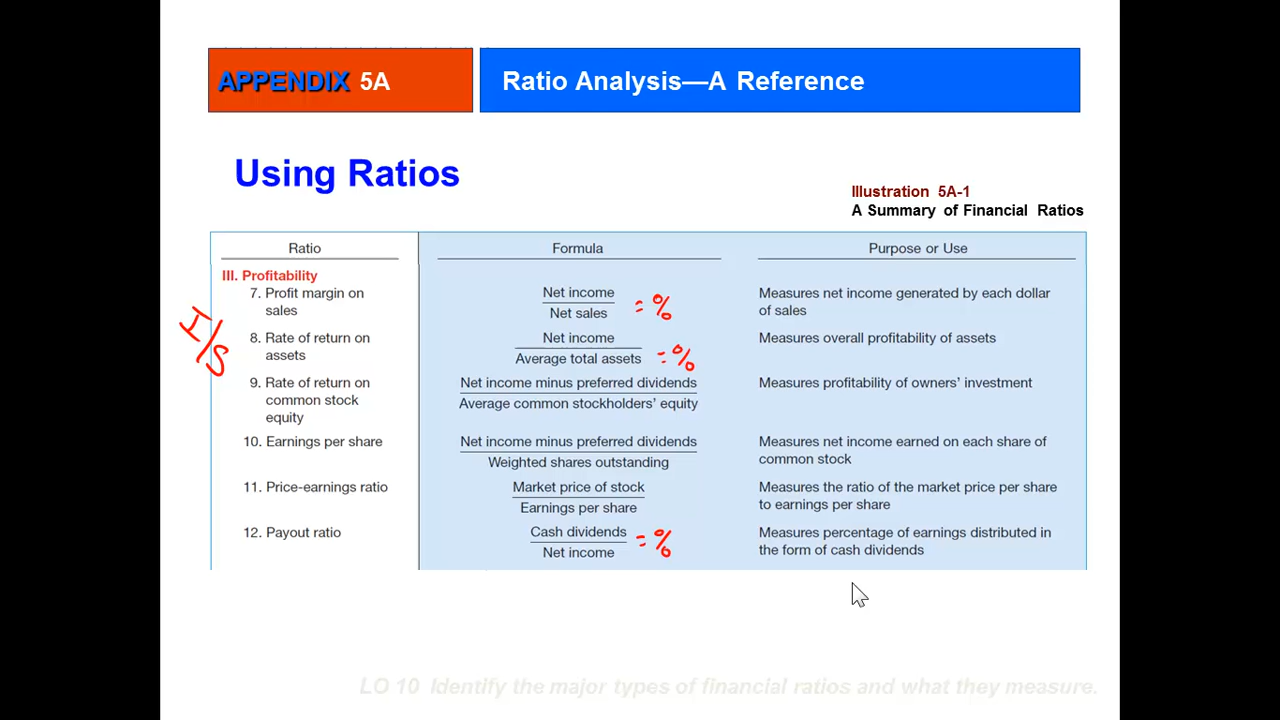 APPENDIX 5A
Ratio Analysis—A Reference
Using Ratios
Illustration 5A-1
A Summary of Financial Ratios
Ratio
Formula
Purpose or Use
III. Profitability
7. Profit margin on
sales
Net income
Net sales
= %
Measures net income generated by each dollar
of sales
I/S
8. Rate of return on
assets
Net income
Average total assets
= %
Measures overall profitability of assets
9. Rate of return on
common stock
equity
Net income minus preferred dividends
Average common stockholders' equity
Measures profitability of owners' investment
10. Earnings per share
Net income minus preferred dividends
Weighted shares outstanding
Measures net income earned on each share of
common stock
11. Price-earnings ratio
Market price of stock
Earnings per share
Measures the ratio of the market price per share
to earnings per share
12. Payout ratio
Cash dividends
Net income
= %
Measures percentage of earnings distributed in
the form of cash dividends
LO 10 Identify the major types of financial ratios and what they measure.